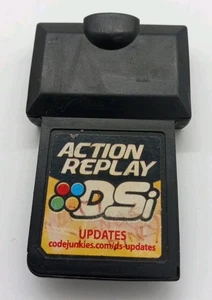 ACTION
REPLAY
DSi
UPDATES
codejunkies.com/ds-updates